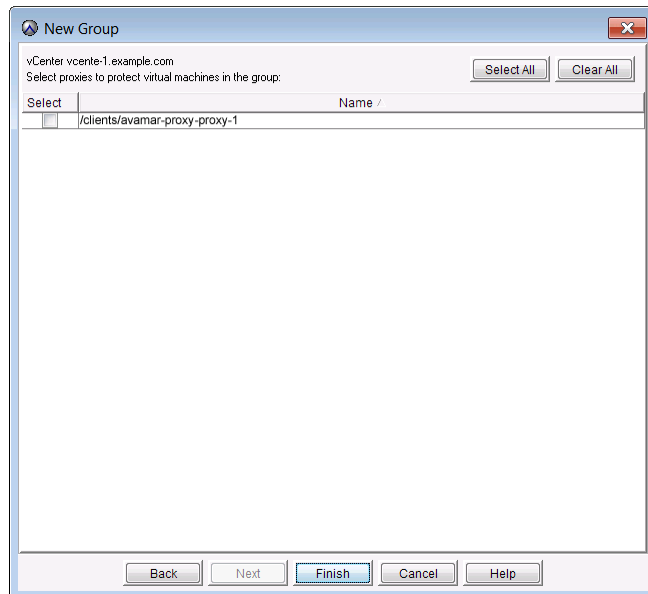 New Group
vCenter vcente-1.example.com
Select proxies to protect virtual machines in the group:
Select All Clear All
Select Name /
/clients/avamar-proxy-proxy-1
Back Next Finish Cancel Help